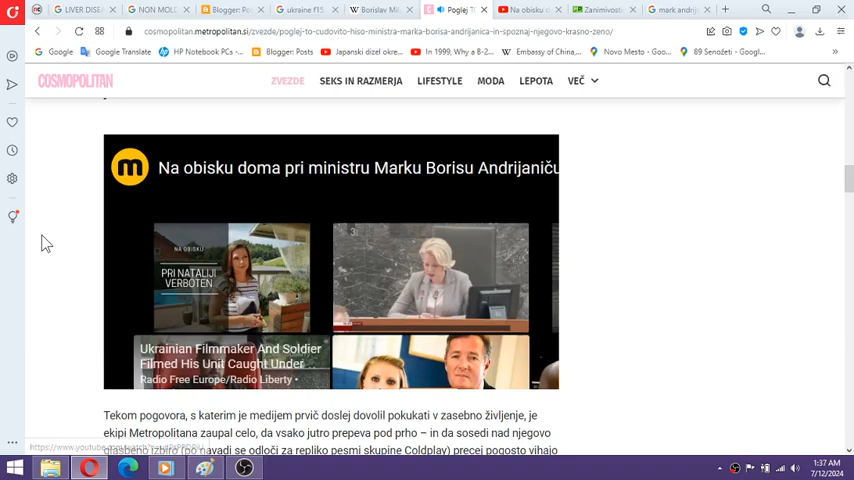 LIVER DISEA
NON MOLO
Blogger: Po
ukraine f15
Borislav Mi
Poglej T
Na obisku d
Zanimivost
mark andrij
cosmopolitan.metropolitan.si/zvezde/poglej-to-cudovito-hiso-ministra-marka-borisa-andrijanica-in-spoznaj-njegovo-krasno-zeno/
Google
Google Translate
HP Notebook PCs -...
Blogger: Posts
Japanski dizel okret...
In 1999, Why a B-2...
Embassy of China,...
Novo Mesto - Goo...
89 Senožeti - Googl...
COSMOPOLITAN
ZVEZDE
SEKS IN RAZMERJA
LIFESTYLE
MODA
LEPOTA
VEČ
m
Na obisku doma pri ministru Marku Borisu Andrijaniču
NA OBISKU
PRI NATALIJI
VERBOTEN
Ukrainian Filmmaker And Soldier
Filmed His Unit Caught Under
Radio Free Europe/Radio Liberty •
Tekom pogovora, s katerim je medijem prvič doslej dovolil pokukati v zasebno življenje, je
ekipi Metropolitana zaupal celo, da vsako jutro prepeva pod prho – in da sosedi nad njegovo
glasbeno izbiro (po navadi se odloči za repliko pesmi skupine Coldplay) precej pogosto vihajo
1:37 AM
7/12/2024